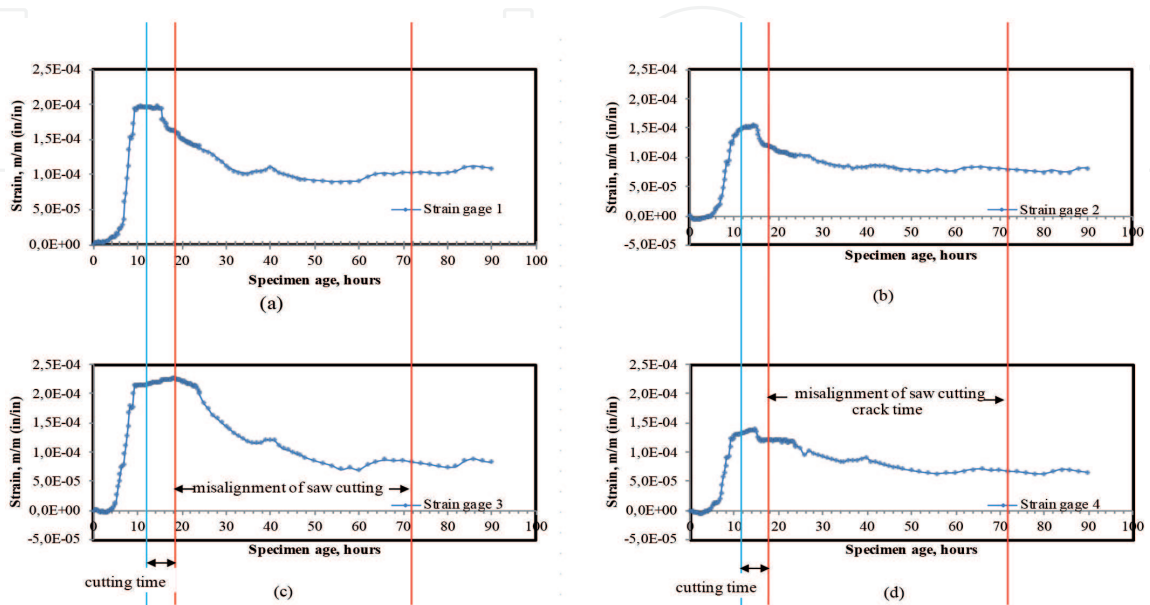 2,5E-04
2,0E-04
1,5E-04
1,0E-04
5,0E-05
0,0E+00
Strain, m/m (in/in)
Strain gage 1
0 10 20 30 40 50 60 70 80 90 100
Specimen age, hours
(a)
2,5E-04
2,0E-04
1,5E-04
1,0E-04
5,0E-05
0,0E+00
-5,0E-05
Strain, m/m (in/in)
Strain gage 2
0 10 20 30 40 50 60 70 80 90 100
Specimen age, hours
(b)
2,5E-04
2,0E-04
1,5E-04
1,0E-04
5,0E-05
0,0E+00
-5,0E-05
Strain, m/m (in/in)
misalignment of saw cutting
Strain gage 3
0 10 20 30 40 50 60 70 80 90 100
Specimen age, hours
cutting time
(c)
2,5E-04
2,0E-04
1,5E-04
1,0E-04
5,0E-05
0,0E+00
-5,0E-05
Strain, m/m (in/in)
misalignment of saw cutting
crack time
Strain gage 4
0 10 20 30 40 50 60 70 80 90 100
Specimen age, hours
cutting time
(d)